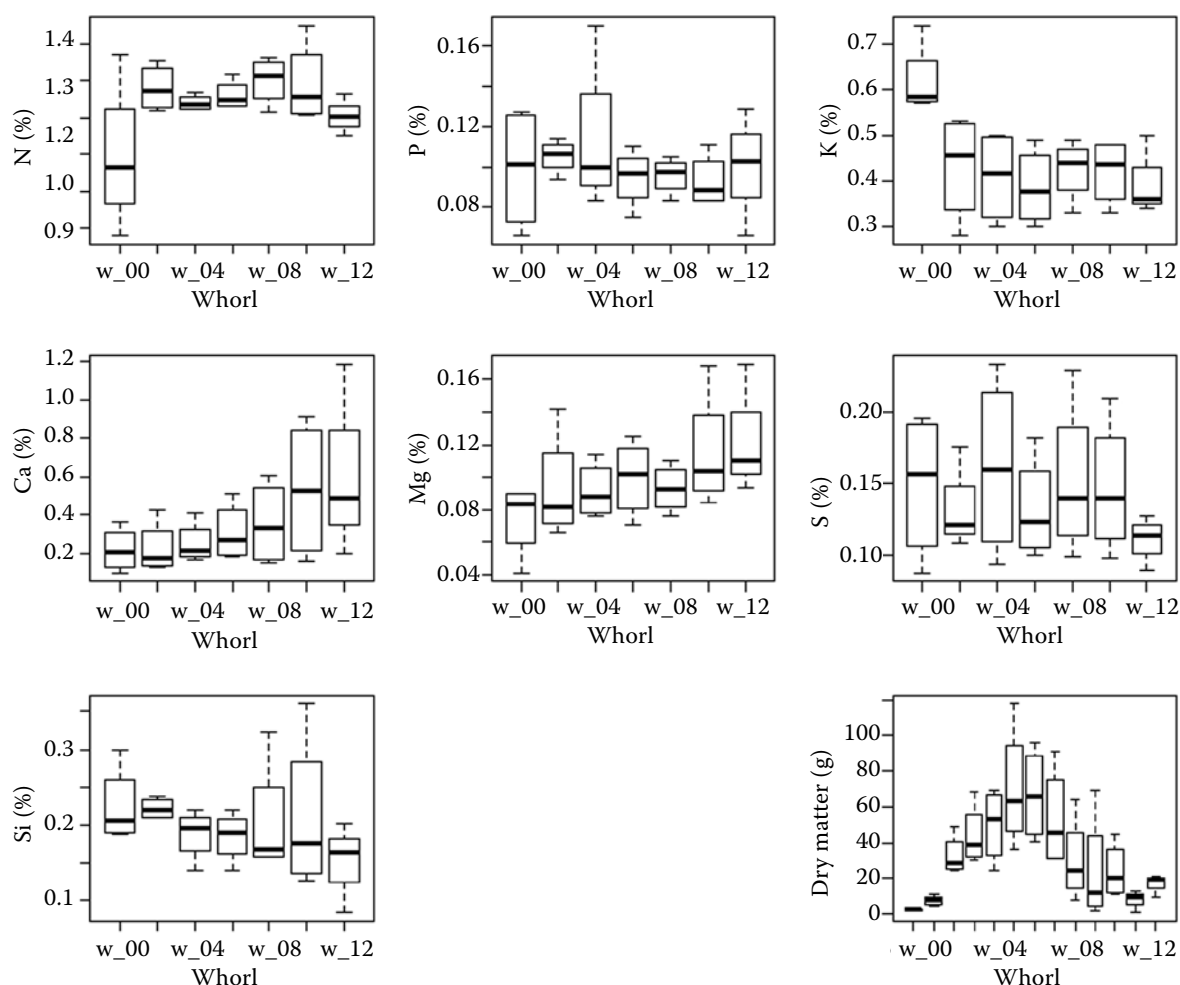 N (%)
1.4
1.3
1.2
1.0
0.9
w_00 w_04 w_08 w_12
Whorl
P (%)
0.16
0.12
0.08
w_00 w_04 w_08 w_12
Whorl
K (%)
0.7
0.6
0.5
0.4
0.3
w_00 w_04 w_08 w_12
Whorl
Ca (%)
1.2
1.0
0.8
0.6
0.4
0.2
w_00 w_04 w_08 w_12
Whorl
Mg (%)
0.16
0.12
0.08
0.04
w_00 w_04 w_08 w_12
Whorl
S (%)
0.20
0.15
0.10
w_00 w_04 w_08 w_12
Whorl
Si (%)
0.3
0.2
0.1
w_00 w_04 w_08 w_12
Whorl
Dry matter (g)
100
80
60
40
20
0
w_00 w_04 w_08 w_12
Whorl